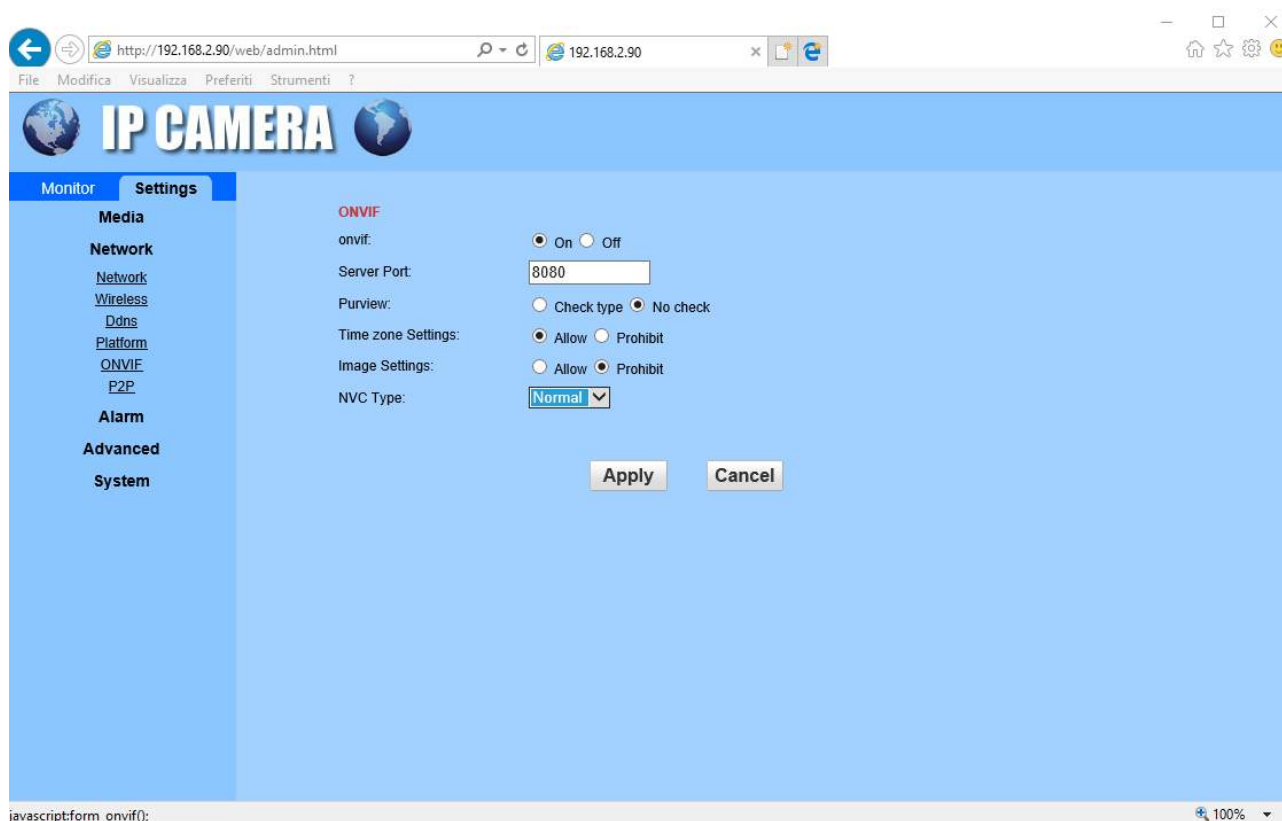 http://192.168.2.90/web/admin.html
192.168.2.90
File Modifica Visualizza Preferiti Strumenti ?
IP CAMERA
Monitor Settings
Media
Network
Network
Wireless
Ddns
Platform
ONVIF
P2P
Alarm
Advanced
System
ONVIF
onvif: On Off
Server Port: 8080
Purview: Check type No check
Time zone Settings: Allow Prohibit
Image Settings: Allow Prohibit
NVC Type: Normal
Apply Cancel
javascript:form_onvif();
100%